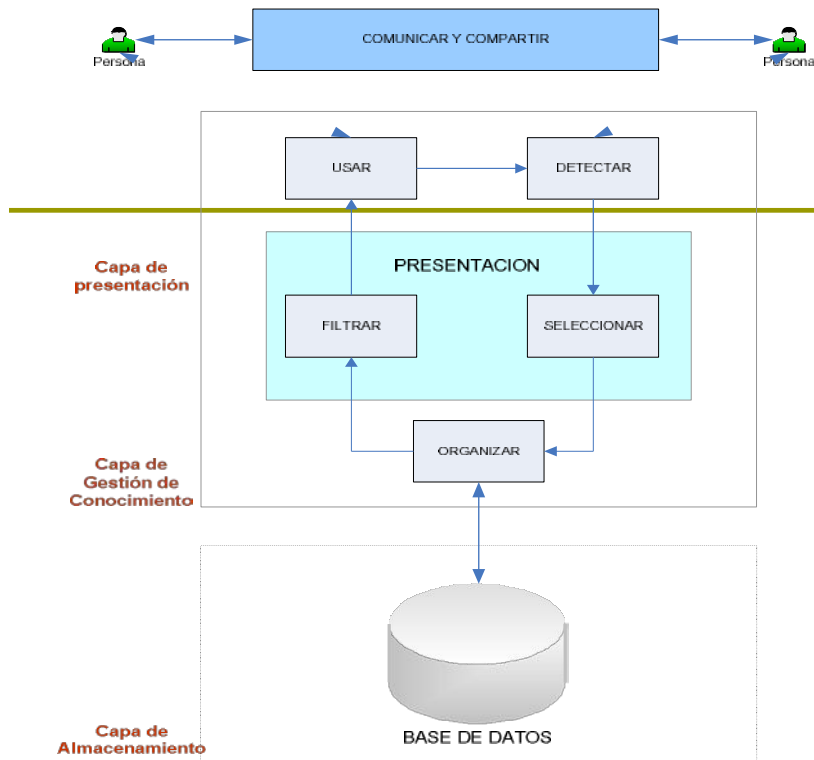 COMUNICAR Y COMPARTIR
Persona
Persona
USAR
DETECTAR
Capa de
presentación
PRESENTACION
FILTRAR
SELECCIONAR
Capa de
Gestión de
Conocimiento
ORGANIZAR
Capa de
Almacenamiento
BASE DE DATOS